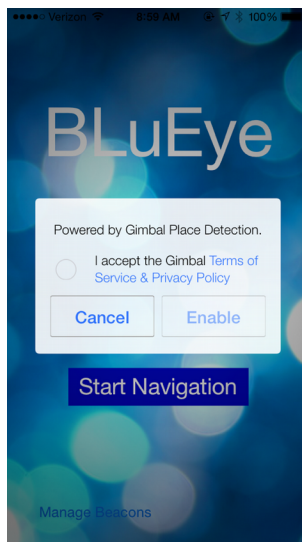 Verizon 8:59 AM 100%
BLuEye
Powered by Gimbal Place Detection.
I accept the Gimbal Terms of
Service & Privacy Policy
Cancel Enable
Start Navigation
Manage Beacons